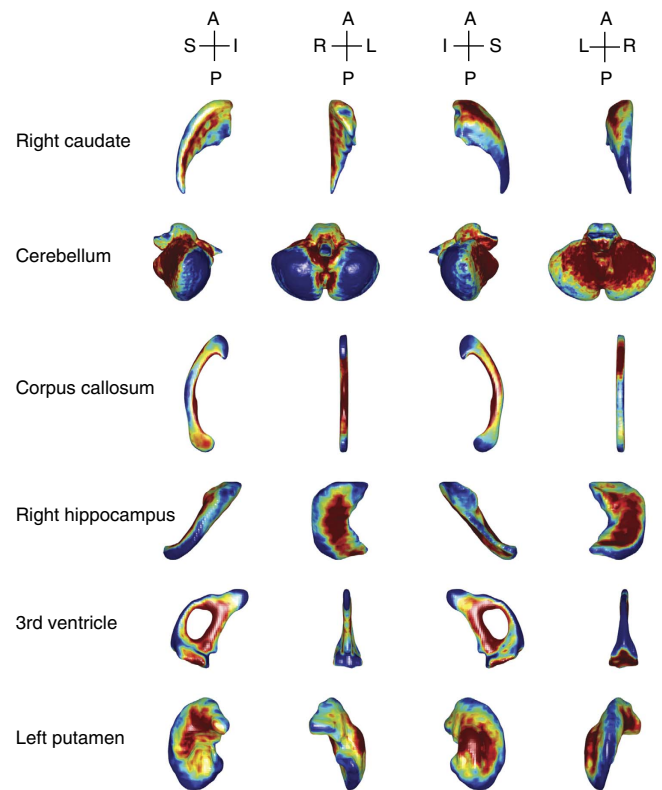 A A A A
S I R L I S L R
P P P P
Right caudate
Cerebellum
Corpus callosum
Right hippocampus
3rd ventricle
Left putamen